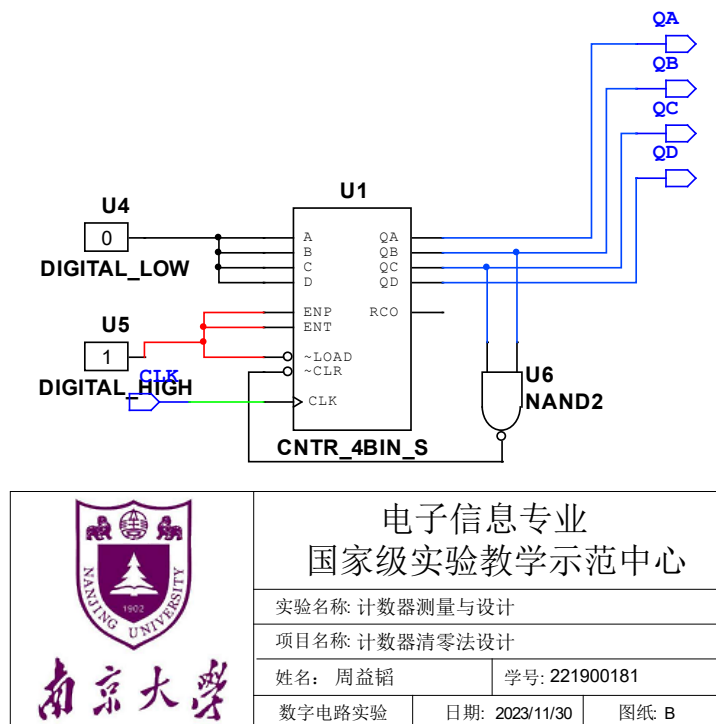 QA
QB
QC
QD
U1
U4
0
DIGITAL_LOW
A QA
B QB
C QC
D QD
ENP RCO
ENT
U5
1
~LOAD
~CLR
DIGITAL_HIGH
CLK
CLK
U6
NAND2
CNTR_4BIN_S
电子信息专业
国家级实验教学示范中心
1902
NANJING UNIVERSITY
南京大学
实验名称: 计数器测量与设计
项目名称: 计数器清零法设计
姓名: 周益韬 学号: 221900181
数字电路实验 日期: 2023/11/30 图纸: B